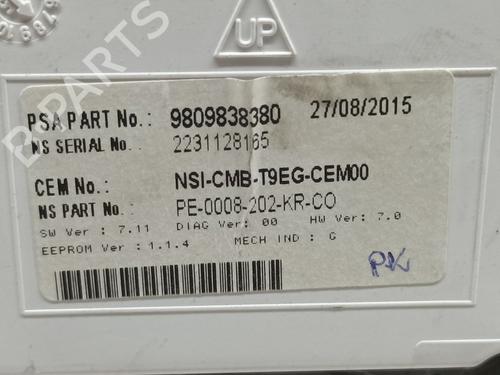 UP
PSA PART No.: 9809838380 27/08/2015
NS SERIAL No. : 2231128165
CEM No.: NSI-CMB-T9EG-CEM00
NS PART No.: PE-0008-202-KR-CO
SW Ver : 7.11 DIAG Ver: 00 HW Ver: 7.0
EEPROM Ver : 1.1.4 MECH IND : G
PK
B-PARTS